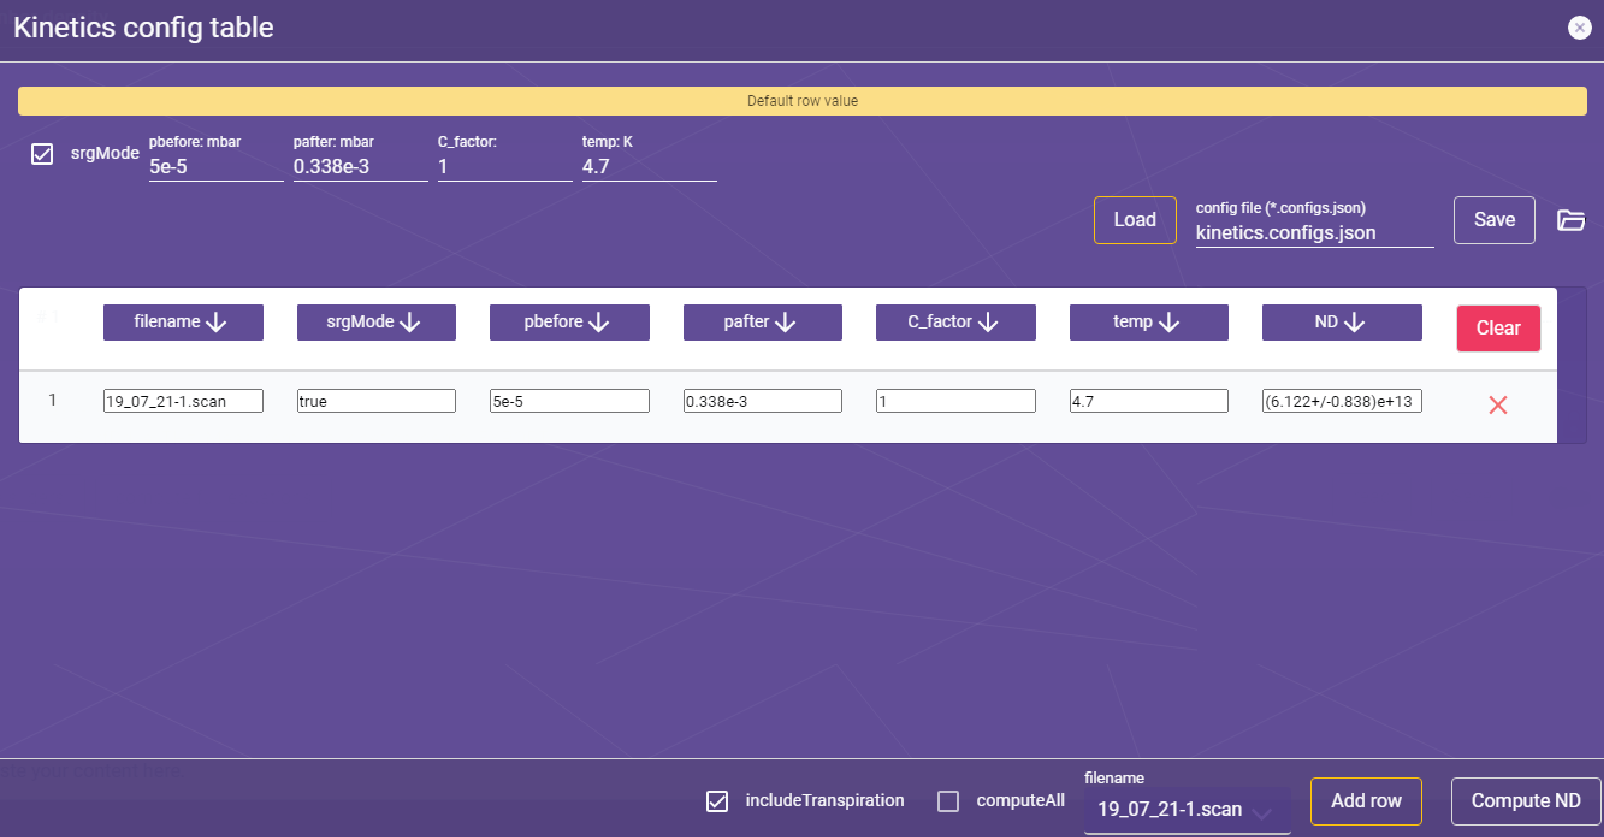 Kinetics config table
Default row value
srgMode
pbefore: mbar
5e-5
pafter: mbar
0.338e-3
C_factor:
1
temp: K
4.7
Load
config file (*.configs.json)
kinetics.configs.json
Save
filename
srgMode
pbefore
pafter
C_factor
temp
ND
Clear
1
19_07_21-1.scan
true
5e-5
0.338e-3
1
4.7
(6.122+/-0.838)e+13
includeTranspiration
computeAll
filename
19_07_21-1.scan
Add row
Compute ND